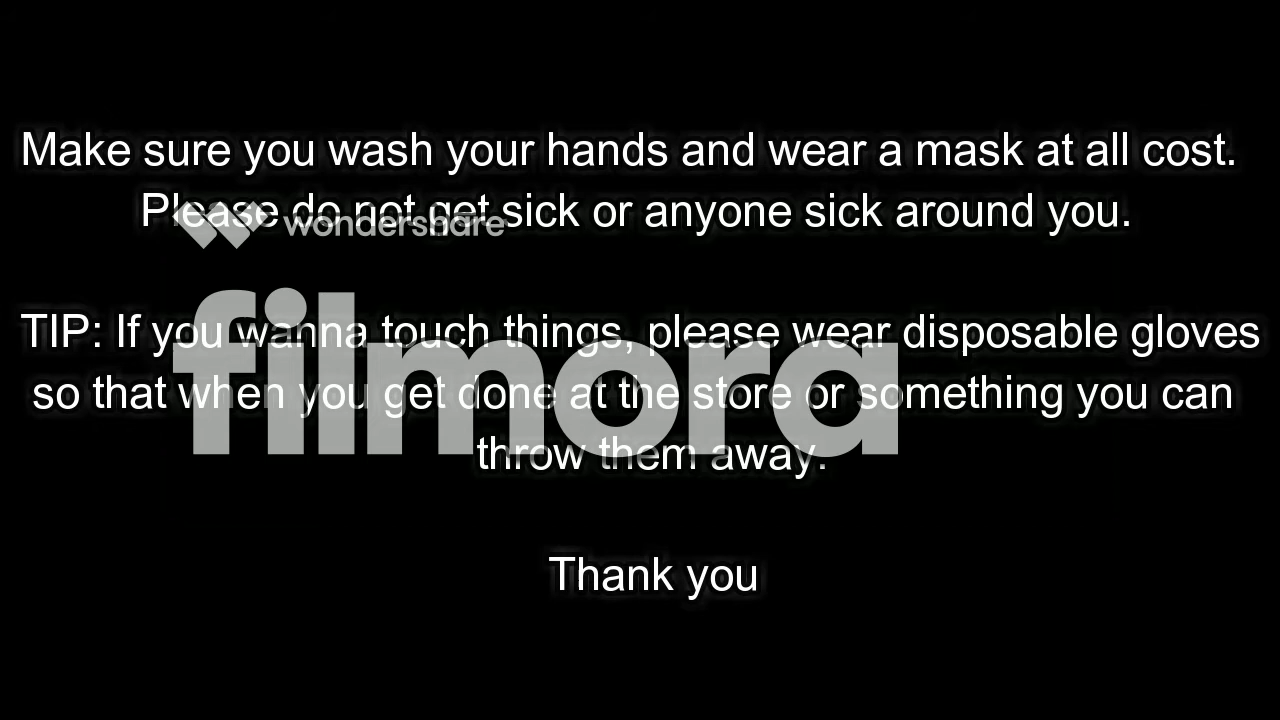 Make sure you wash your hands and wear a mask at all cost.
Please do not get sick or anyone sick around you.
wondershare
filmora
TIP: If you wanna touch things, please wear disposable gloves
so that when you get done at the store or something you can
throw them away.
Thank you